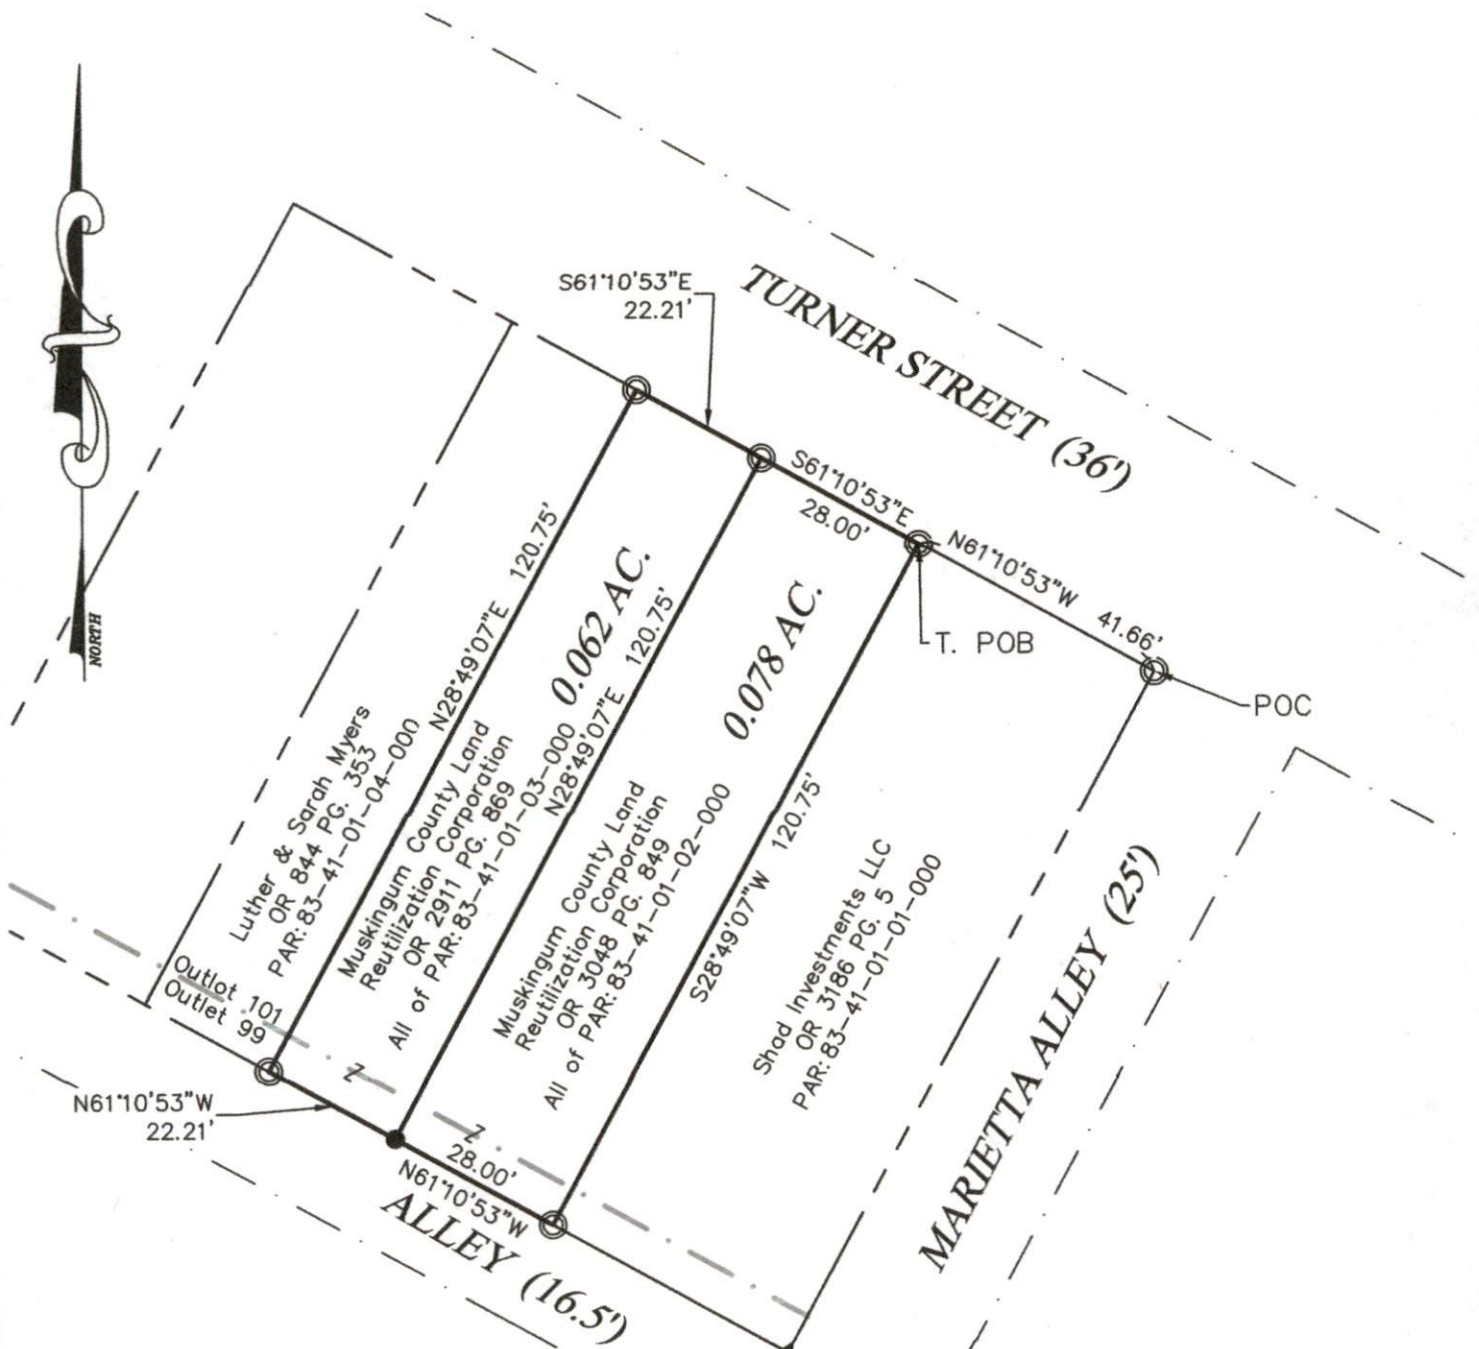 S61°10'53"E
22.21'
TURNER STREET (36')
S61°10'53"E
28.00'
N61°10'53"W 41.66'
T. POB
POC
NORTH
N28°49'07"E 120.75'
0.062 AC.
N28°49'07"E 120.75'
0.078 AC.
S28°49'07"W 120.75'
Luther & Sarah Myers
OR 844 PG. 353
PAR:83-41-01-04-000
Muskingum County Land
Reutilization Corporation
OR 2911 PG. 869
All of PAR:83-41-01-03-000
Muskingum County Land
Reutilization Corporation
OR 3048 PG. 849
All of PAR:83-41-01-02-000
Shad Investments LLC
OR 3186 PG. 5
PAR:83-41-01-01-000
MARIETTA ALLEY (25')
Outlot 101
Outlet 99
Z
Z
N61°10'53"W
22.21'
28.00'
N61°10'53"W
ALLEY (16.5')